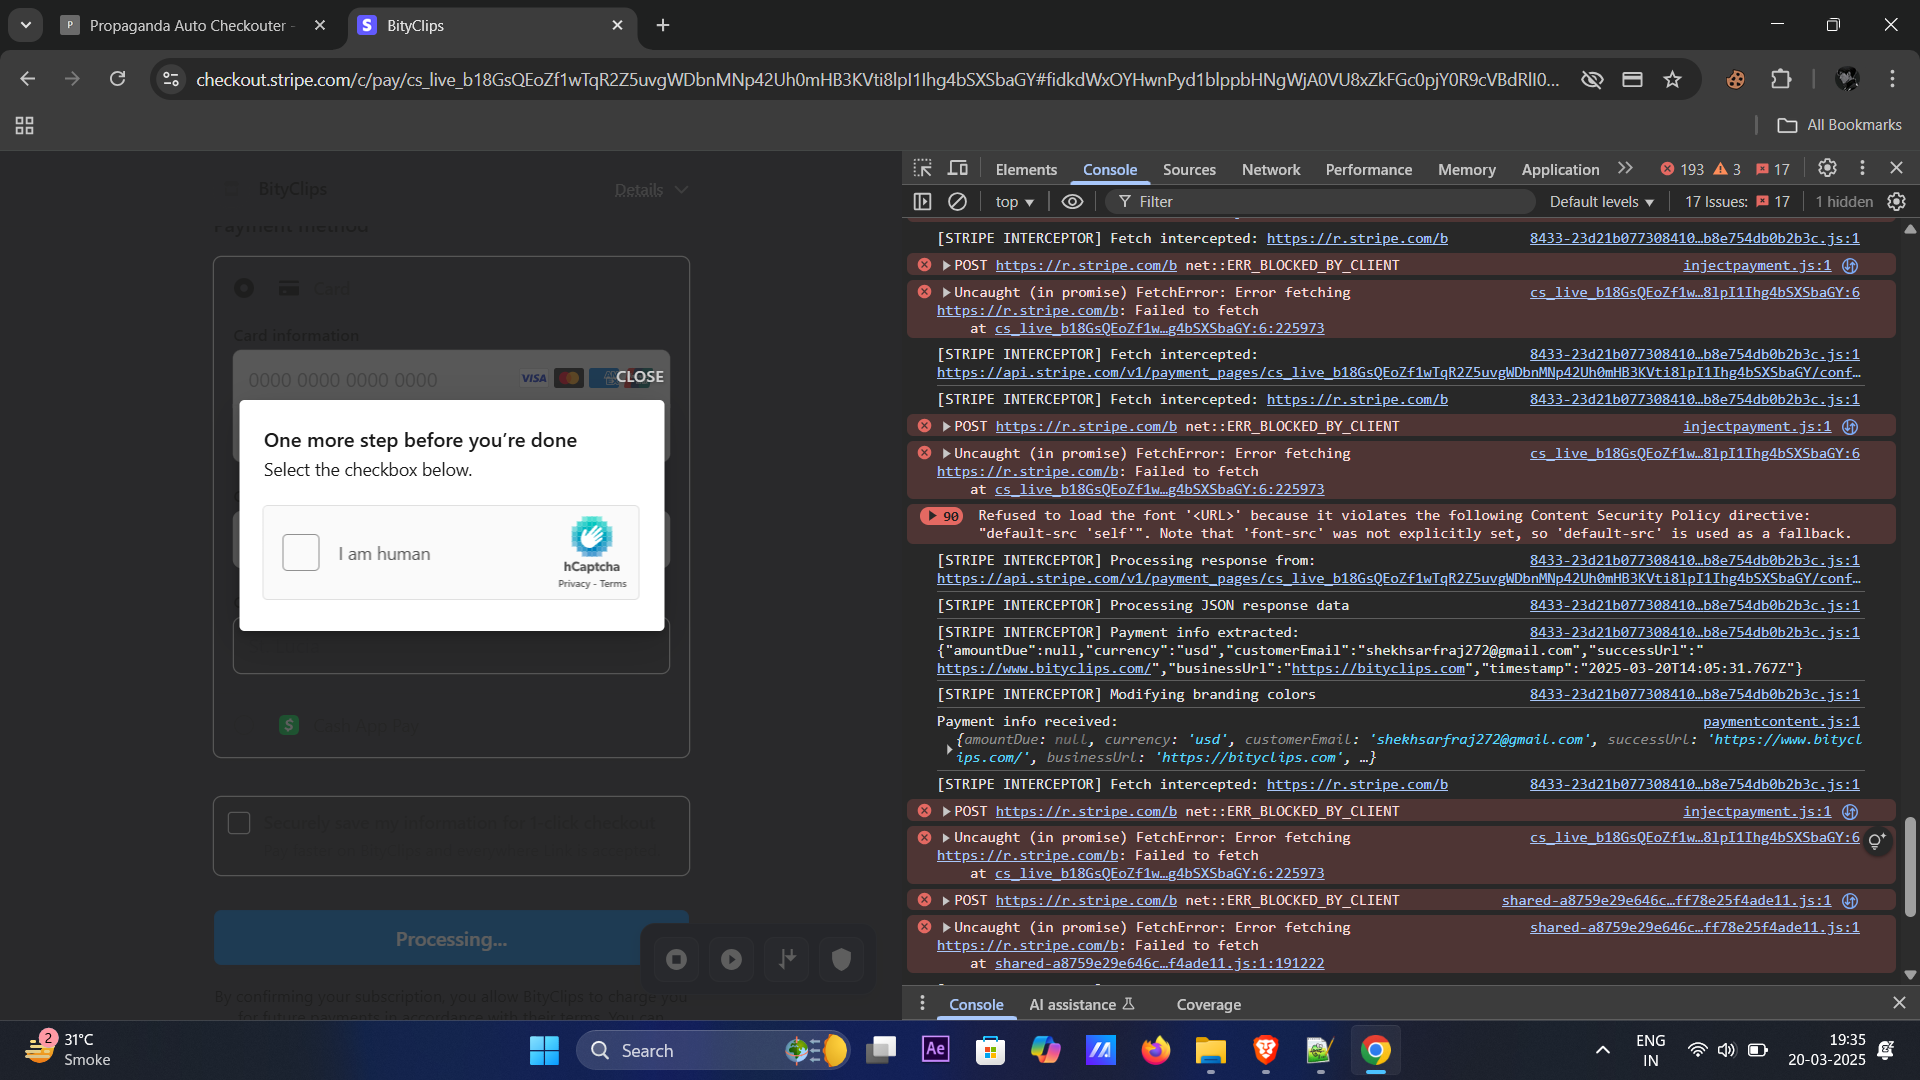 Propaganda Auto Checkouter -
BityClips
checkout.stripe.com/c/pay/cs_live_b18GsQEoZf1wTqR2Z5uvgWDbnMNp42Uh0mHB3KVti8lpI1Ihg4bSXSbaGY#fidkdWxOYHwnPyd1blppbHNgWjA0VU8xZkFGc0pjY0R9cVBdRlI0...
All Bookmarks
BityClips
Details
Payment method
Card
Card information
0000 0000 0000 0000
VISA
CLOSE
One more step before you're done
Select the checkbox below.
I am human
hCaptcha
Privacy - Terms
Cash App Pay
Securely save my information for 1-click checkout
Processing...
By confirming your subscription, you allow BityClips to charge you
for future payments in accordance with their terms. You can
Elements
Console
Sources
Network
Performance
Memory
Application
193
3
17
top
Filter
Default levels
17 Issues:
17
1 hidden
[STRIPE INTERCEPTOR] Fetch intercepted: https://r.stripe.com/b 8433-23d21b077308410…b8e754db0b2b3c.js:1
POST https://r.stripe.com/b net::ERR_BLOCKED_BY_CLIENT injectpayment.js:1
Uncaught (in promise) FetchError: Error fetching cs_live_b18GsQEoZf1w…8lpI1Ihg4bSXSbaGY:6
https://r.stripe.com/b: Failed to fetch
at cs_live_b18GsQEoZf1w…g4bSXSbaGY:6:225973
[STRIPE INTERCEPTOR] Fetch intercepted: 8433-23d21b077308410…b8e754db0b2b3c.js:1
https://api.stripe.com/v1/payment_pages/cs_live_b18GsQEoZf1wTqR2Z5uvgWDbnMNp42Uh0mHB3KVti8lpI1Ihg4bSXSbaGY/conf…
[STRIPE INTERCEPTOR] Fetch intercepted: https://r.stripe.com/b 8433-23d21b077308410…b8e754db0b2b3c.js:1
POST https://r.stripe.com/b net::ERR_BLOCKED_BY_CLIENT injectpayment.js:1
Uncaught (in promise) FetchError: Error fetching cs_live_b18GsQEoZf1w…8lpI1Ihg4bSXSbaGY:6
https://r.stripe.com/b: Failed to fetch
at cs_live_b18GsQEoZf1w…g4bSXSbaGY:6:225973
90 Refused to load the font '<URL>' because it violates the following Content Security Policy directive:
"default-src 'self'". Note that 'font-src' was not explicitly set, so 'default-src' is used as a fallback.
[STRIPE INTERCEPTOR] Processing response from: 8433-23d21b077308410…b8e754db0b2b3c.js:1
https://api.stripe.com/v1/payment_pages/cs_live_b18GsQEoZf1wTqR2Z5uvgWDbnMNp42Uh0mHB3KVti8lpI1Ihg4bSXSbaGY/conf…
[STRIPE INTERCEPTOR] Processing JSON response data 8433-23d21b077308410…b8e754db0b2b3c.js:1
[STRIPE INTERCEPTOR] Payment info extracted: 8433-23d21b077308410…b8e754db0b2b3c.js:1
{"amountDue":null,"currency":"usd","customerEmail":"shekhsarfraj272@gmail.com","successUrl":"
https://www.bityclips.com/","businessUrl":"https://bityclips.com","timestamp":"2025-03-20T14:05:31.767Z"}
[STRIPE INTERCEPTOR] Modifying branding colors 8433-23d21b077308410…b8e754db0b2b3c.js:1
Payment info received: paymentcontent.js:1
{amountDue: null, currency: 'usd', customerEmail: 'shekhsarfraj272@gmail.com', successUrl: 'https://www.bitycl
ips.com/', businessUrl: 'https://bityclips.com', …}
[STRIPE INTERCEPTOR] Fetch intercepted: https://r.stripe.com/b 8433-23d21b077308410…b8e754db0b2b3c.js:1
POST https://r.stripe.com/b net::ERR_BLOCKED_BY_CLIENT injectpayment.js:1
Uncaught (in promise) FetchError: Error fetching cs_live_b18GsQEoZf1w…8lpI1Ihg4bSXSbaGY:6
https://r.stripe.com/b: Failed to fetch
at cs_live_b18GsQEoZf1w…g4bSXSbaGY:6:225973
POST https://r.stripe.com/b net::ERR_BLOCKED_BY_CLIENT shared-a8759e29e646c…ff78e25f4ade11.js:1
Uncaught (in promise) FetchError: Error fetching shared-a8759e29e646c…ff78e25f4ade11.js:1
https://r.stripe.com/b: Failed to fetch
at shared-a8759e29e646c…f4ade11.js:1:191222
Console
AI assistance
Coverage
2
31°C
Smoke
Search
Ae
ENG
IN
19:35
20-03-2025